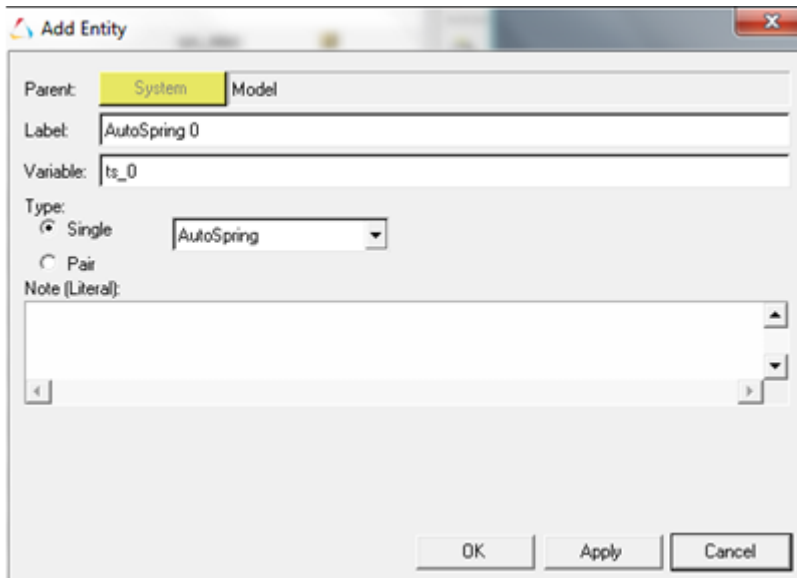 Add Entity
Parent: System Model
Label: AutoSpring 0
Variable: ts_0
Type:
Single AutoSpring
Pair
Note (Literal):
OK Apply Cancel